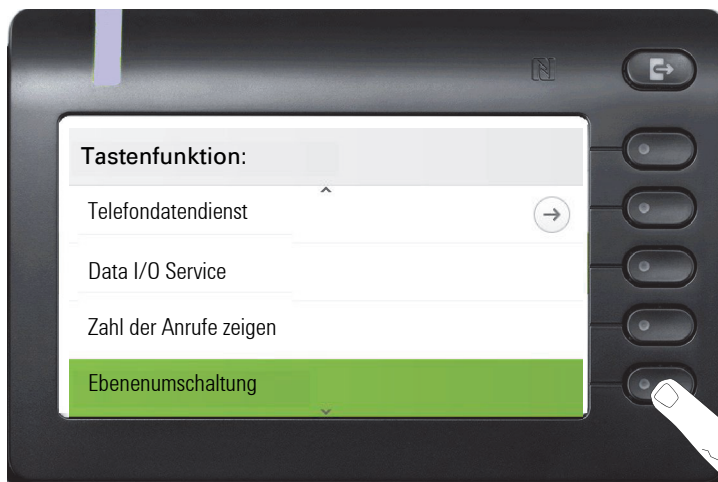 Tastenfunktion:
Telefondatendienst
Data I/O Service
Zahl der Anrufe zeigen
Ebenenumschaltung